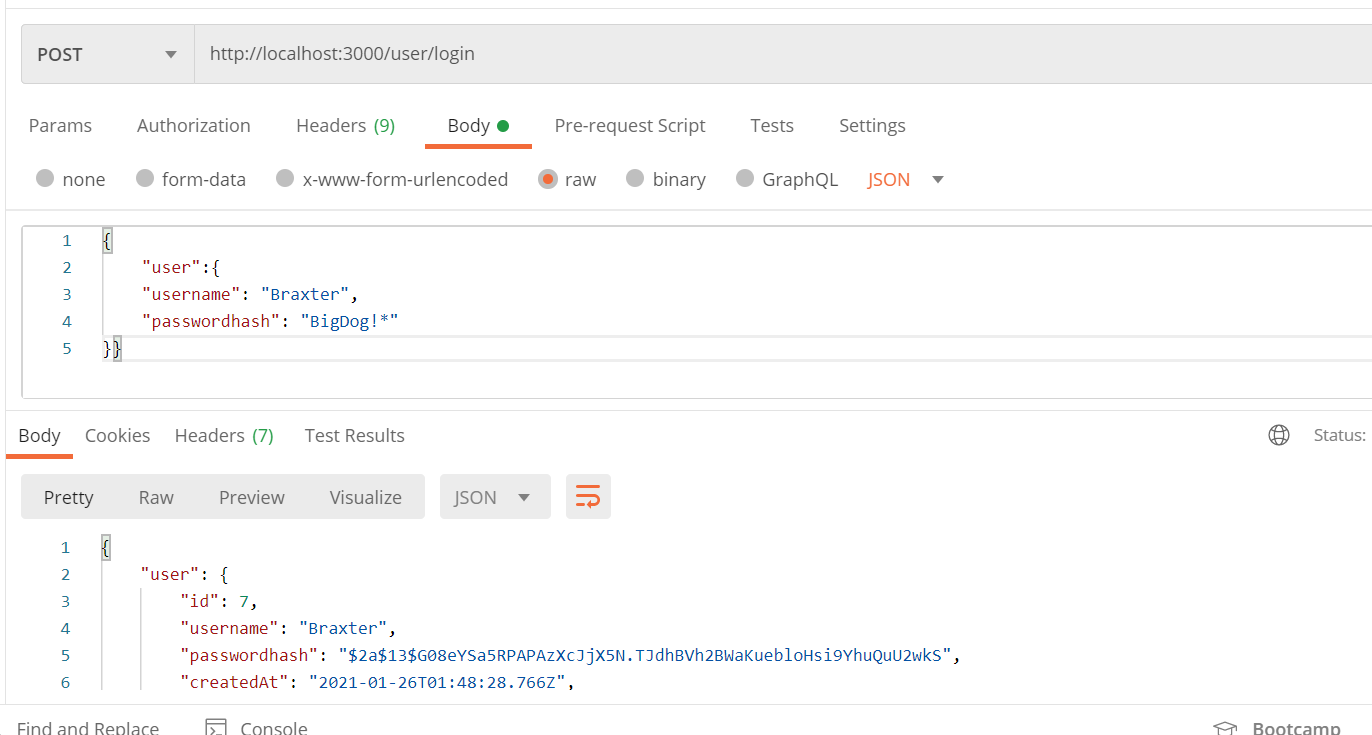 POST http://localhost:3000/user/login
Params Authorization Headers (9) Body Pre-request Script Tests Settings
none form-data x-www-form-urlencoded raw binary GraphQL JSON
1 {
2 "user":{
3 "username": "Braxter",
4 "passwordhash": "BigDog!*"
5 }}
Body Cookies Headers (7) Test Results Status:
Pretty Raw Preview Visualize JSON
1 {
2 "user": {
3 "id": 7,
4 "username": "Braxter",
5 "passwordhash": "$2a$13$G08eYSa5RPAPAzXcJjX5N.TJdhBVh2BWaKuebloHsi9YhuQuU2wkS",
6 "createdAt": "2021-01-26T01:48:28.766Z",
Find and Replace Console Bootcamp